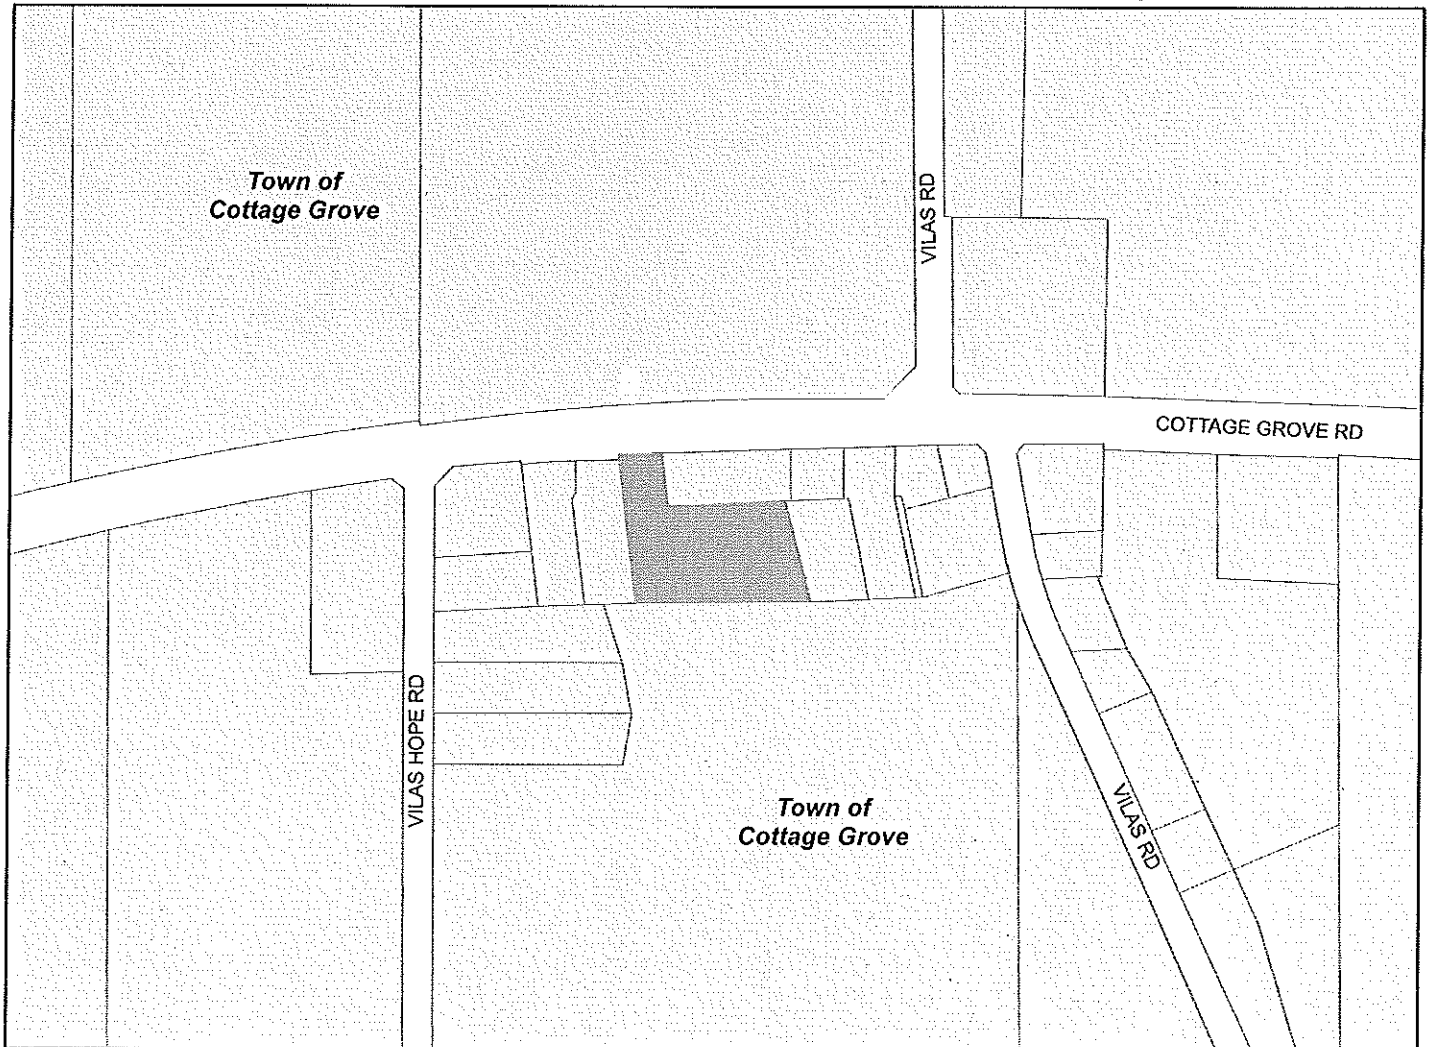 Town of
Cottage Grove
VILAS RD
COTTAGE GROVE RD
VILAS HOPE RD
Town of
Cottage Grove
VILAS RD